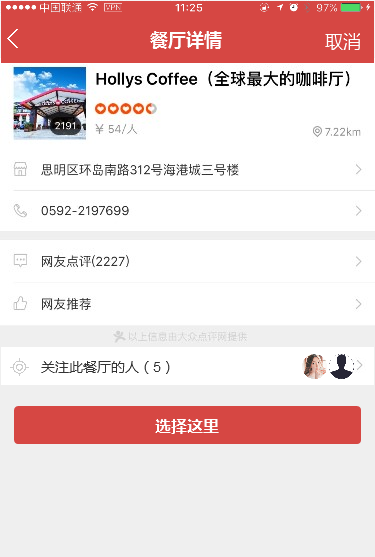 中国联通 VPN 11:25 97%
餐厅详情 取消
Hollys Coffee（全球最大的咖啡厅）
2191
¥ 54/人
7.22km
思明区环岛南路312号海港城三号楼
0592-2197699
网友点评(2227)
网友推荐
以上信息由大众点评网提供
关注此餐厅的人（5）
选择这里